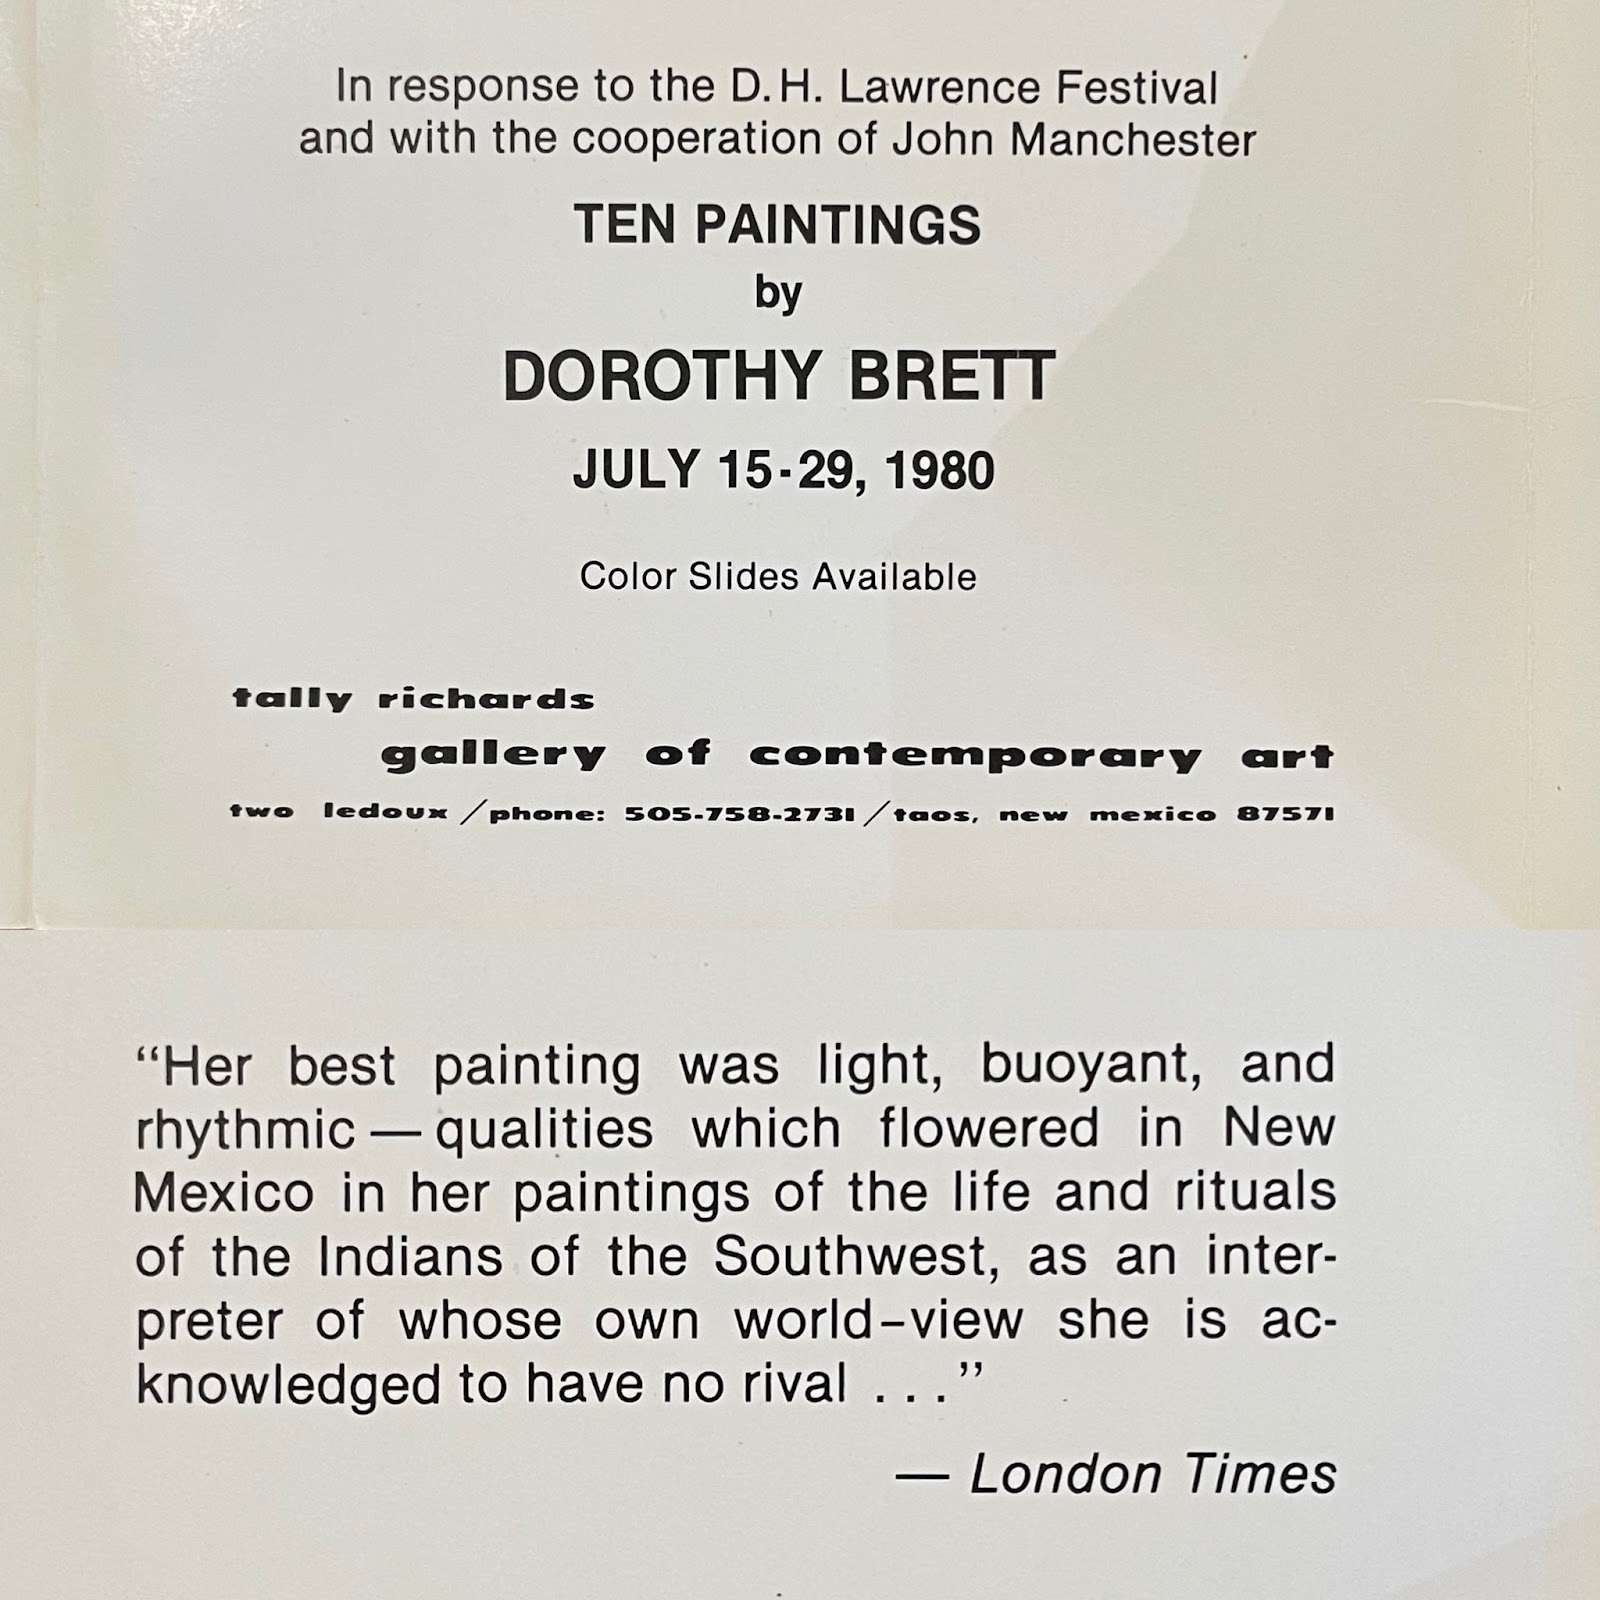 In response to the D.H. Lawrence Festival
and with the cooperation of John Manchester
TEN PAINTINGS
by
DOROTHY BRETT
JULY 15-29, 1980
Color Slides Available
tally richards
gallery of contemporary art
two ledoux / phone: 505-758-2731 / taos, new mexico 87571
“Her best painting was light, buoyant, and
rhythmic — qualities which flowered in New
Mexico in her paintings of the life and rituals
of the Indians of the Southwest, as an inter-
preter of whose own world-view she is ac-
knowledged to have no rival . . .”
— London Times